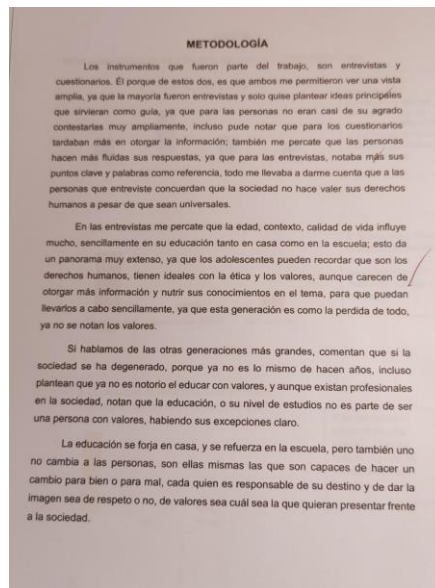 METODOLOGÍA
Los instrumentos que fueron parte del trabajo, son entrevistas y
cuestionarios. Él porque de estos dos, es que ambos me permitieron ver una vista
amplia, ya que la mayoría fueron entrevistas y solo quise plantear ideas principales
que sirvieran como guía, ya que para las personas no eran casi de su agrado
contestarlas muy ampliamente, incluso pude notar que para los cuestionarios
tardaban más en otorgar la información; también me percate que las personas
hacen más fluidas sus respuestas, ya que para las entrevistas, notaba más sus
puntos clave y palabras como referencia, todo me llevaba a darme cuenta que a las
personas que entreviste concuerdan que la sociedad no hace valer sus derechos
humanos a pesar de que sean universales.
En las entrevistas me percate que la edad, contexto, calidad de vida influye
mucho, sencillamente en su educación tanto en casa como en la escuela; esto da
un panorama muy extenso, ya que los adolescentes pueden recordar que son los
derechos humanos, tienen ideales con la ética y los valores, aunque carecen de
otorgar más información y nutrir sus conocimientos en el tema, para que puedan
llevarlos a cabo sencillamente, ya que esta generación es como la perdida de todo,
ya no se notan los valores.
Si hablamos de las otras generaciones más grandes, comentan que si la
sociedad se ha degenerado, porque ya no es lo mismo de hacen años, incluso
plantean que ya no es notorio el educar con valores, y aunque existan profesionales
en la sociedad, notan que la educación, o su nivel de estudios no es parte de ser
una persona con valores, habiendo sus excepciones claro.
La educación se forja en casa, y se refuerza en la escuela, pero también uno
no cambia a las personas, son ellas mismas las que son capaces de hacer un
cambio para bien o para mal, cada quien es responsable de su destino y de dar la
imagen sea de respeto o no, de valores sea cuál sea la que quieran presentar frente
a la sociedad.